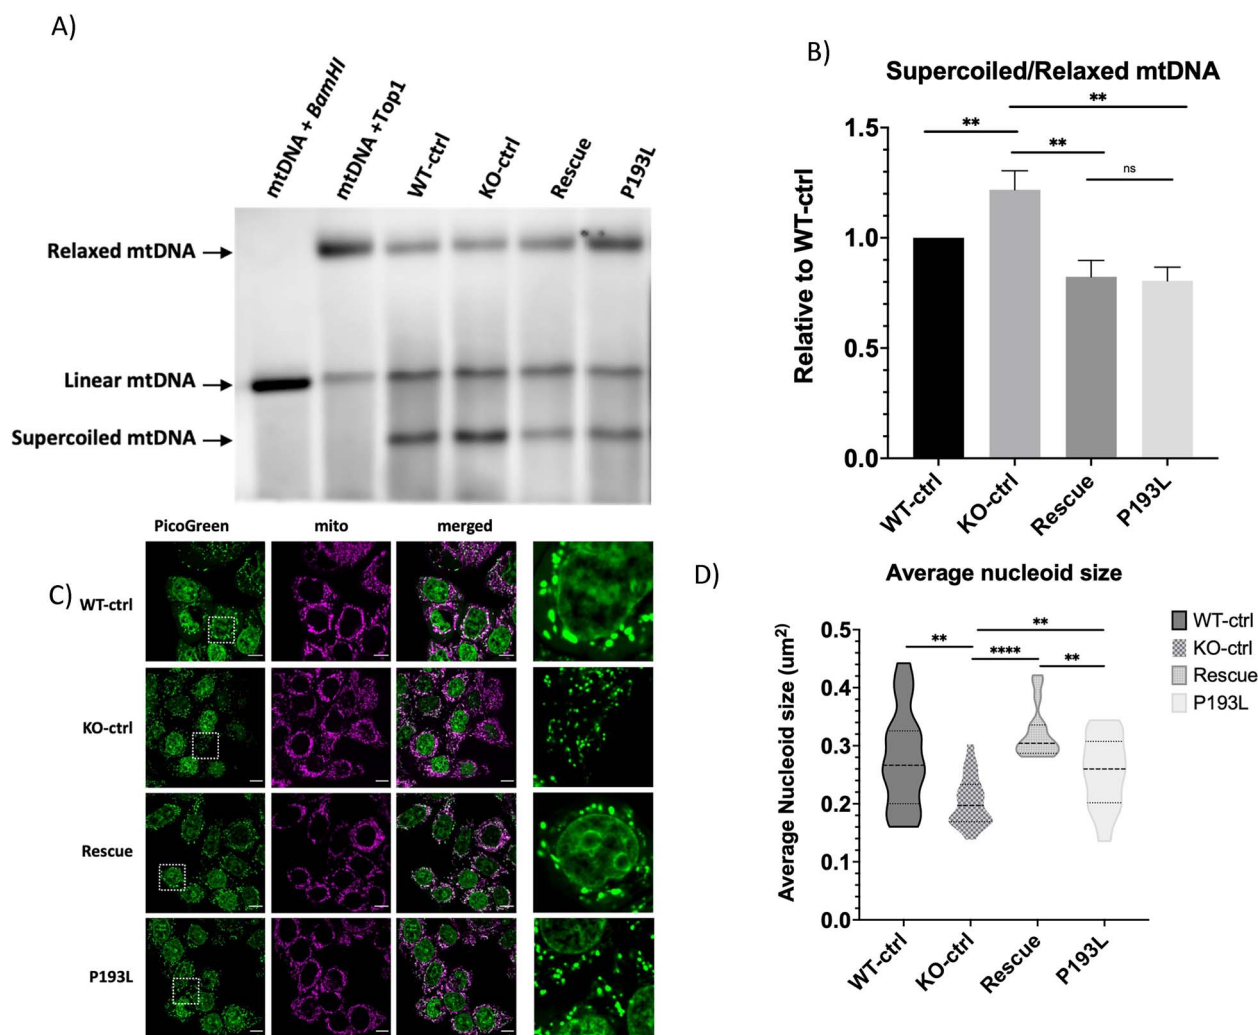 A)
mtDNA + BamHI
mtDNA +Top1
WT-ctrl
KO-ctrl
Rescue
P193L
Relaxed mtDNA
Linear mtDNA
Supercoiled mtDNA
B)
Supercoiled/Relaxed mtDNA
Relative to WT-ctrl
1.5
1.0
0.5
0.0
**
**
**
ns
WT-ctrl
KO-ctrl
Rescue
P193L
C)
PicoGreen
mito
merged
WT-ctrl
KO-ctrl
Rescue
P193L
D)
Average nucleoid size
Average Nucleoid size (um²)
0.5
0.4
0.3
0.2
0.1
0.0
**
**
****
**
WT-ctrl
KO-ctrl
Rescue
P193L
WT-ctrl
KO-ctrl
Rescue
P193L